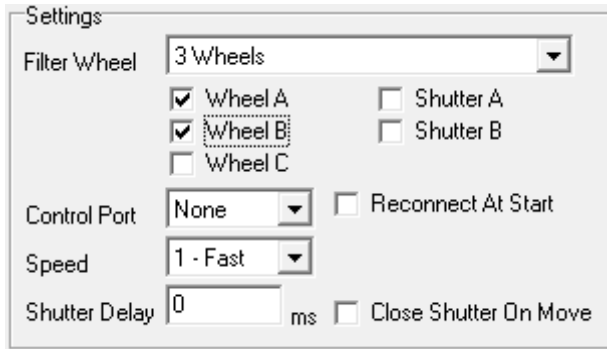 Settings
Filter Wheel 3 Wheels
Wheel A Shutter A
Wheel B Shutter B
Wheel C
Control Port None Reconnect At Start
Speed 1 - Fast
Shutter Delay 0 ms Close Shutter On Move